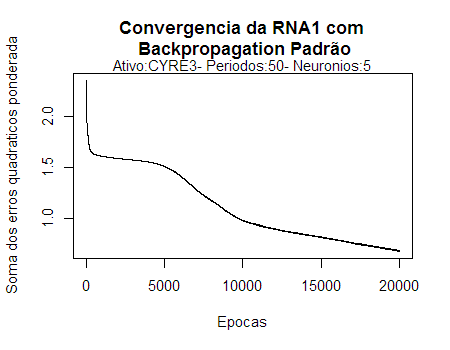 Convergencia da RNA1 com
Backpropagation Padrão
Ativo:CYRE3- Periodos:50- Neuronios:5
Soma dos erros quadraticos ponderada
2.0
1.5
1.0
0 5000 10000 15000 20000
Epocas